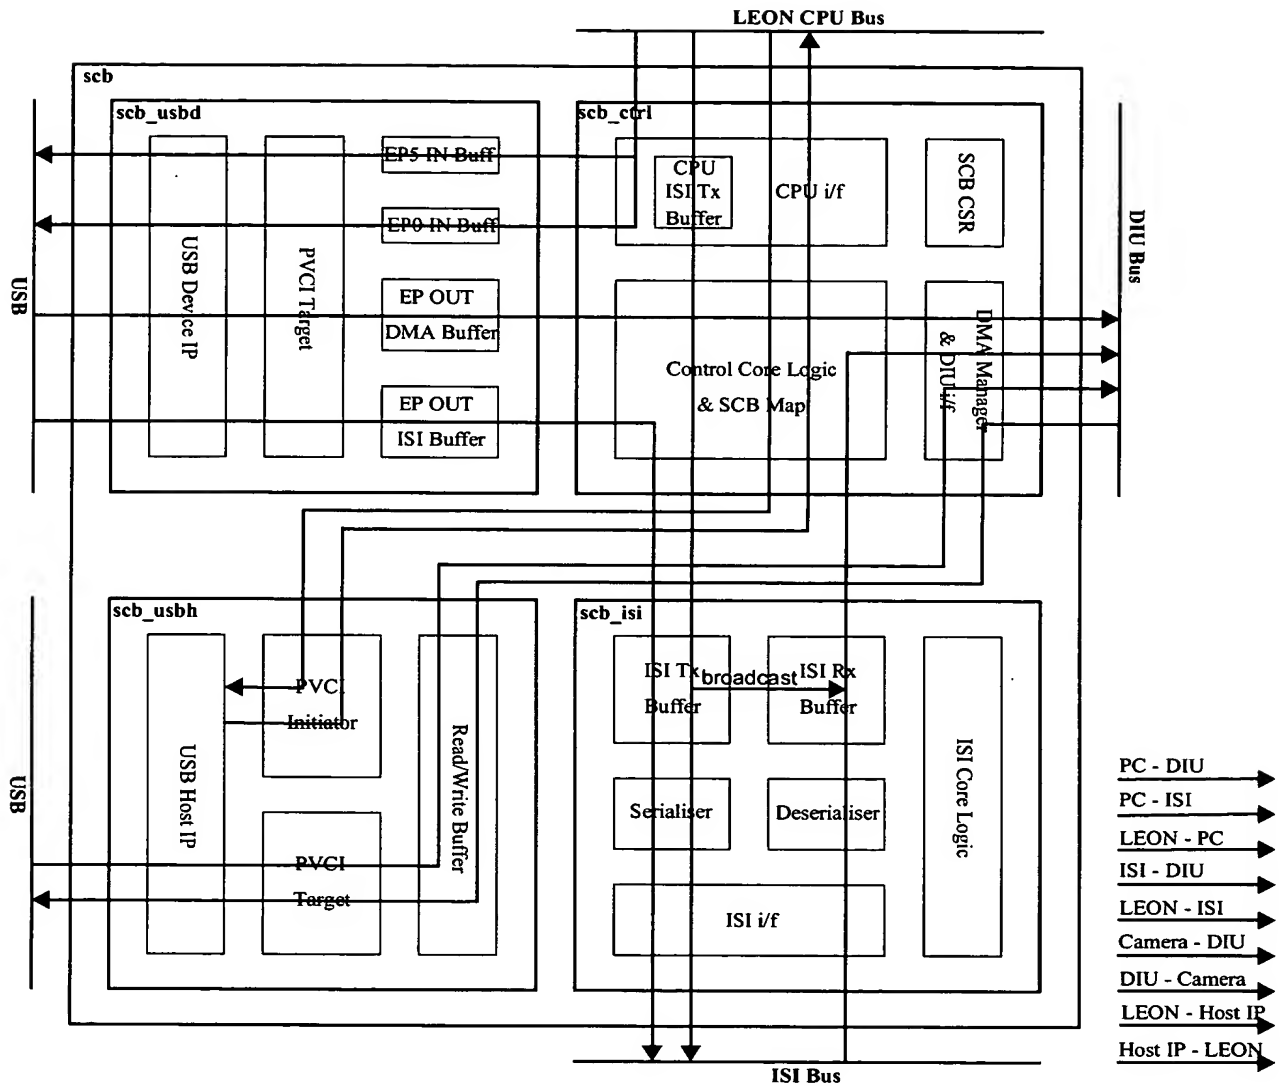 LEON CPU Bus
scb
scb_usbd
USB Device IP
PVCI Target
EP5 IN Buff
EP0 IN Buff
EP OUT
DMA Buffer
EP OUT
ISI Buffer
USB
scb_ctrl
CPU
ISI Tx
Buffer
CPU i/f
SCB CSR
Control Core Logic
& SCB Map
DMA Manager
& DIU i/f
DIU Bus
scb_usbh
USB Host IP
PVCI
Initiator
PVCI
Target
Read/Write Buffer
USB
scb_isi
ISI Tx
Buffer
broadcast
ISI Rx
Buffer
Serialiser
Deserialiser
ISI i/f
ISI Core Logic
ISI Bus
PC - DIU
PC - ISI
LEON - PC
ISI - DIU
LEON - ISI
Camera - DIU
DIU - Camera
LEON - Host IP
Host IP - LEON